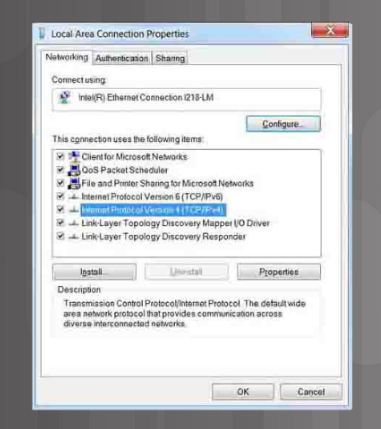 Local Area Connection Properties
Networking Authentication Sharing
Connect using:
Intel(R) Ethernet Connection I218-LM
Configure...
This connection uses the following items:
Client for Microsoft Networks
QoS Packet Scheduler
File and Printer Sharing for Microsoft Networks
Internet Protocol Version 6 (TCP/IPv6)
Internet Protocol Version 4 (TCP/IPv4)
Link-Layer Topology Discovery Mapper I/O Driver
Link-Layer Topology Discovery Responder
Install... Uninstall Properties
Description
Transmission Control Protocol/Internet Protocol. The default wide
area network protocol that provides communication across
diverse interconnected networks.
OK Cancel